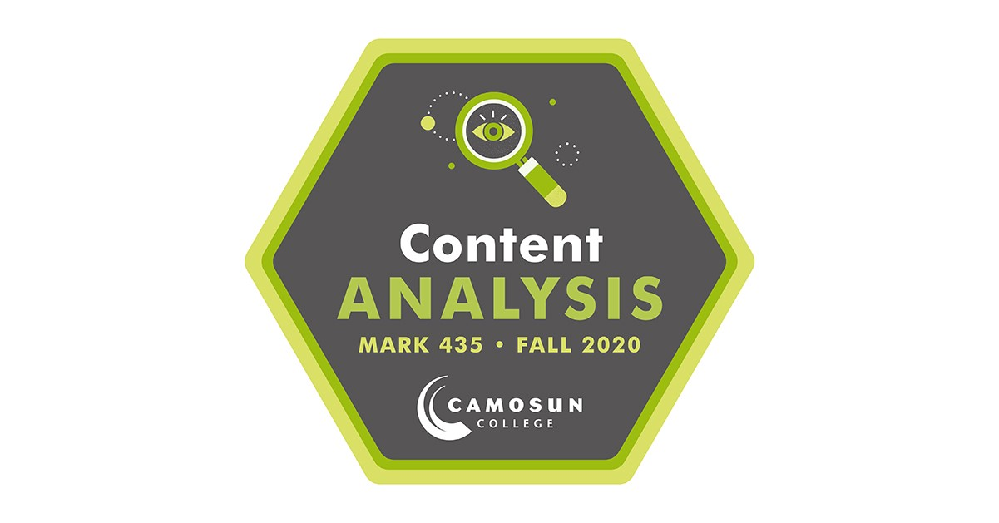 Content
ANALYSIS
MARK 435 • FALL 2020
CAMOSUN
COLLEGE